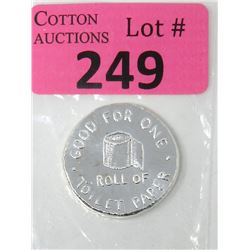 COTTON
AUCTIONS
Lot #
249
GOOD FOR ONE
ROLL OF
TOILET PAPER